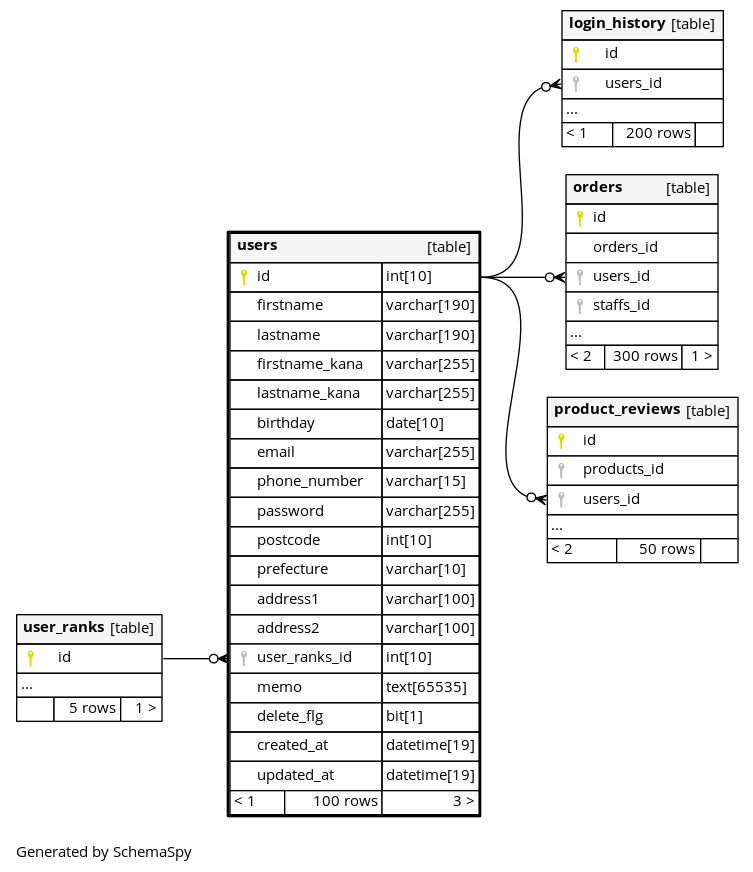 login_history [table]
id
users_id
...
< 1 200 rows
orders [table]
id
orders_id
users_id
staffs_id
...
< 2 300 rows 1 >
users [table]
id int[10]
firstname varchar[190]
lastname varchar[190]
firstname_kana varchar[255]
lastname_kana varchar[255]
birthday date[10]
email varchar[255]
phone_number varchar[15]
password varchar[255]
postcode int[10]
prefecture varchar[10]
address1 varchar[100]
address2 varchar[100]
user_ranks_id int[10]
memo text[65535]
delete_flg bit[1]
created_at datetime[19]
updated_at datetime[19]
< 1 100 rows 3 >
product_reviews [table]
id
products_id
users_id
...
< 2 50 rows
user_ranks [table]
id
...
5 rows 1 >
Generated by SchemaSpy